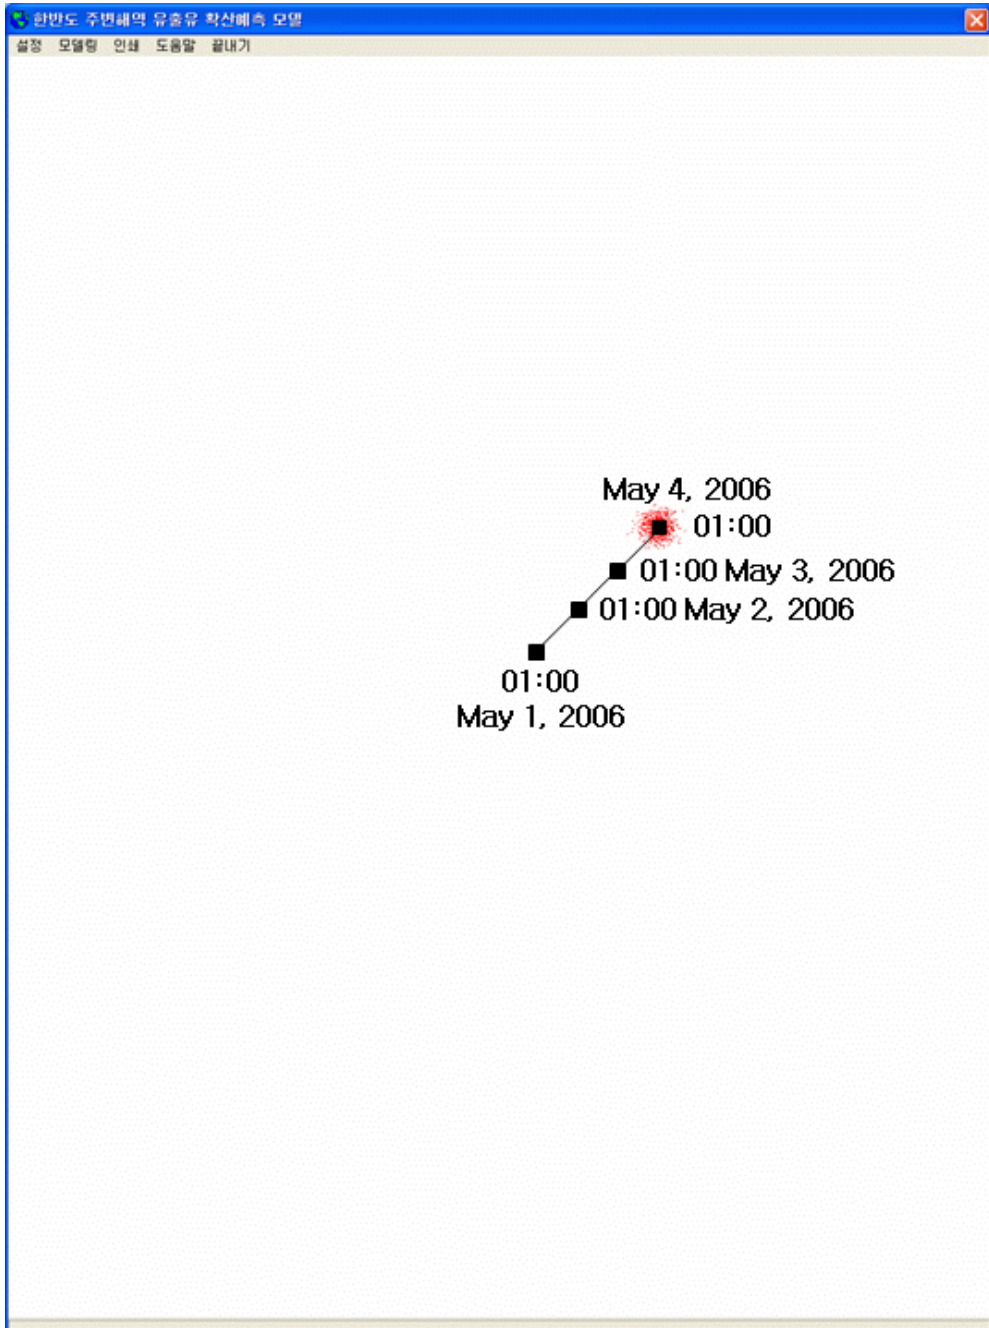 한반도 주변해역 유출유 확산예측 모델
설정 모델링 인쇄 도움말 끝내기
May 4, 2006
01:00
01:00 May 3, 2006
01:00 May 2, 2006
01:00
May 1, 2006